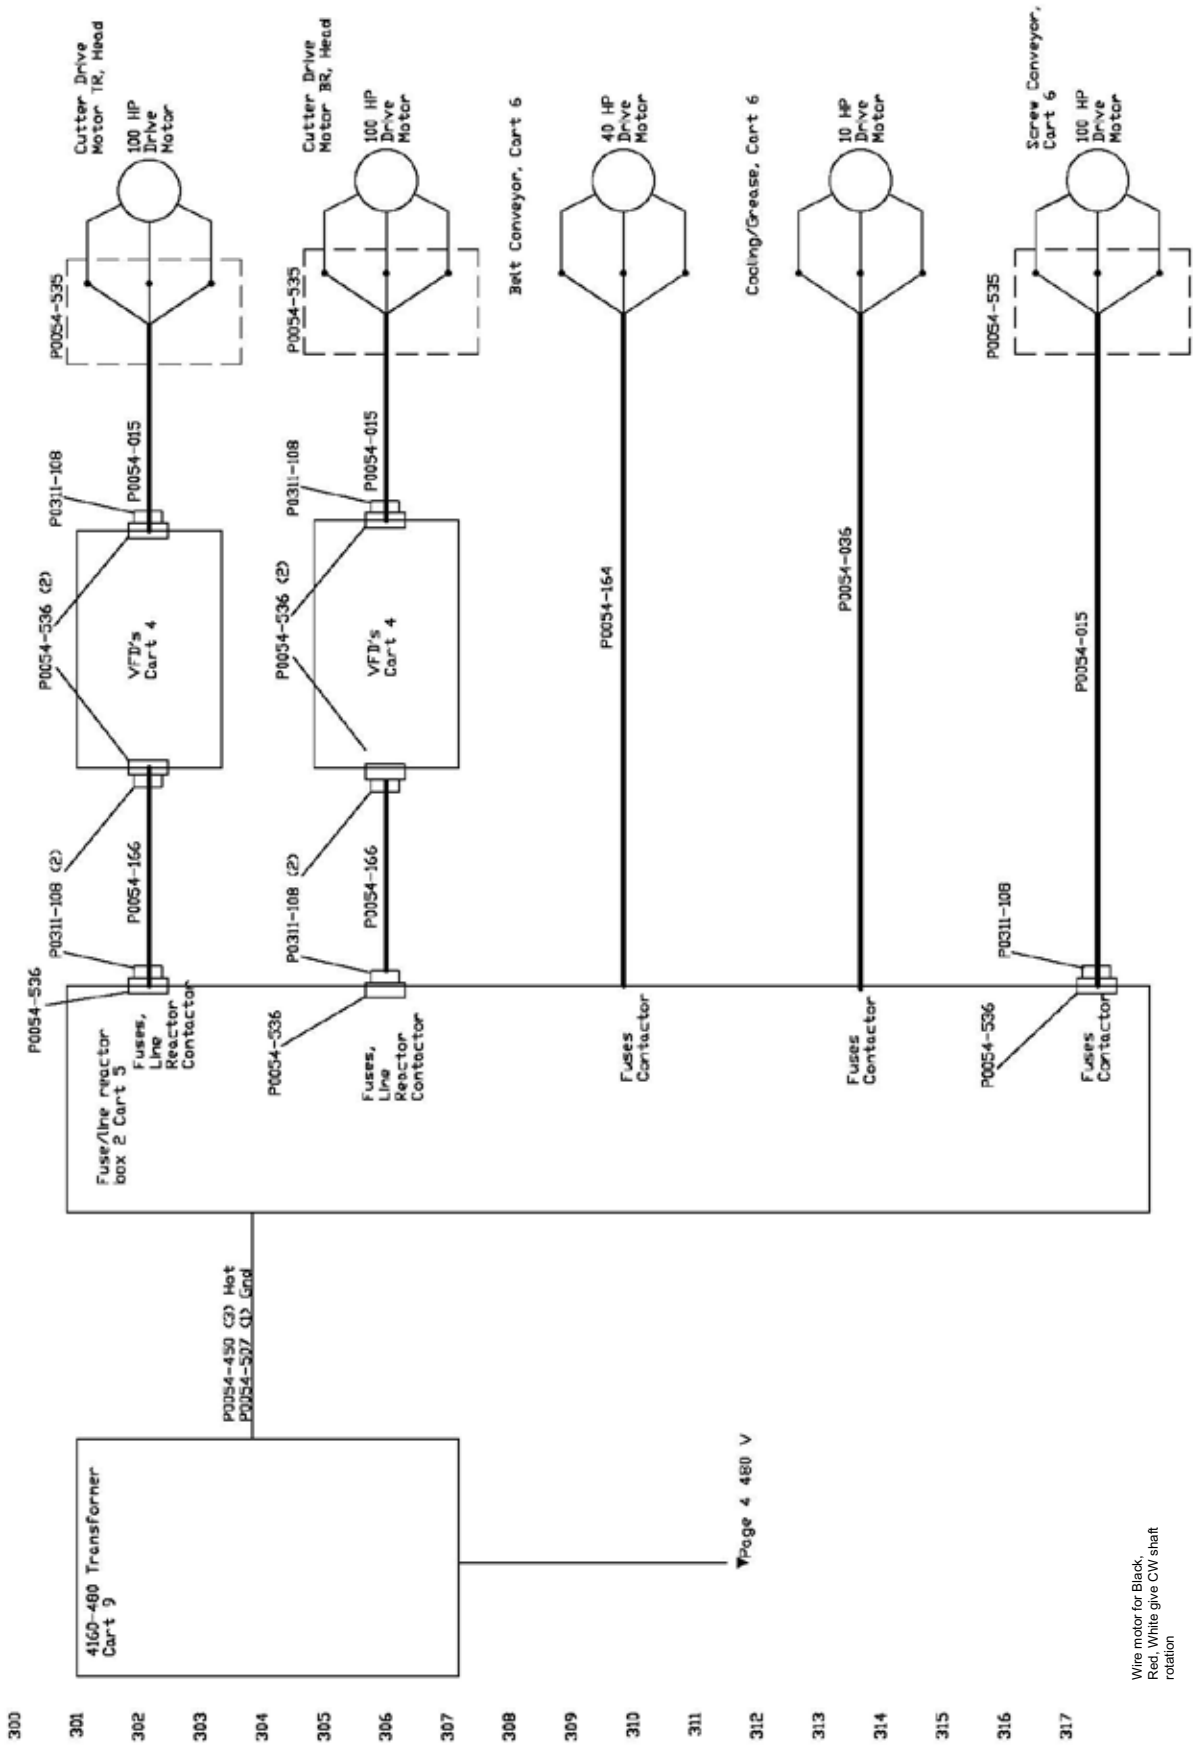 300
301
302
303
304
305
306
307
308
309
310
311
312
313
314
315
316
317
4160-480 Transformer
Cart 9
P0054-450 (3) Hot
P0054-507 (1) Gnd
Page 4 480 V
Fuse/line reactor
box 2 Cart 5
P0054-536
Fuses,
Line
Reactor
Contactor
P0311-108
P0054-166
P0311-108 (2)
P0054-536 (2)
VFD's
Cart 4
P0311-108
P0054-015
P0054-535
Cutter Drive
Motor TR, Head
100 HP
Drive
Motor
P0054-536
Fuses,
Line
Reactor
Contactor
P0311-108 (2)
P0054-166
P0054-536 (2)
VFD's
Cart 4
P0311-108
P0054-015
P0054-535
Cutter Drive
Motor BR, Head
100 HP
Drive
Motor
Fuses
Contactor
P0054-164
Belt Conveyor, Cart 6
40 HP
Drive
Motor
Fuses
Contactor
P0054-036
Cooling/Grease, Cart 6
10 HP
Drive
Motor
P0054-536
Fuses
Contactor
P0311-108
P0054-015
P0054-535
Screw Conveyor,
Cart 6
100 HP
Drive
Motor
Wire motor for Black,
Red, White give CW shaft
rotation